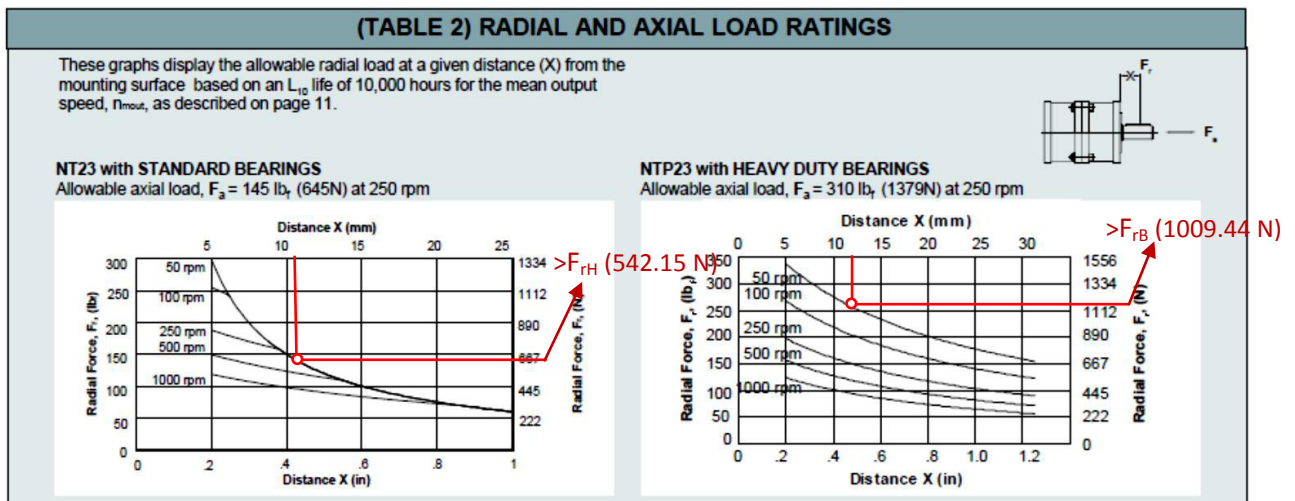 (TABLE 2) RADIAL AND AXIAL LOAD RATINGS
These graphs display the allowable radial load at a given distance (X) from the
mounting surface based on an L10 life of 10,000 hours for the mean output
speed, nmout, as described on page 11.
X
Fr
Fa
NT23 with STANDARD BEARINGS
Allowable axial load, Fa = 145 lbf (645N) at 250 rpm
Distance X (mm)
5 10 15 20 25
300
250
200
150
100
50
0
Radial Force, Fr, (lbf)
50 rpm
100 rpm
250 rpm
500 rpm
1000 rpm
1334
1112
890
667
445
222
Radial Force, Fr, (N)
0 .2 .4 .6 .8 1
Distance X (in)
>FrH (542.15 N)
NTP23 with HEAVY DUTY BEARINGS
Allowable axial load, Fa = 310 lbf (1379N) at 250 rpm
Distance X (mm)
0 5 10 15 20 25 30
350
300
250
200
150
100
50
0
Radial Force, Fr, (lbf)
50 rpm
100 rpm
250 rpm
500 rpm
1000 rpm
1556
1334
1112
890
667
445
222
0
Radial Force, Fr, (N)
0 .2 .4 .6 .8 1.0 1.2
Distance X (in)
>FrB (1009.44 N)